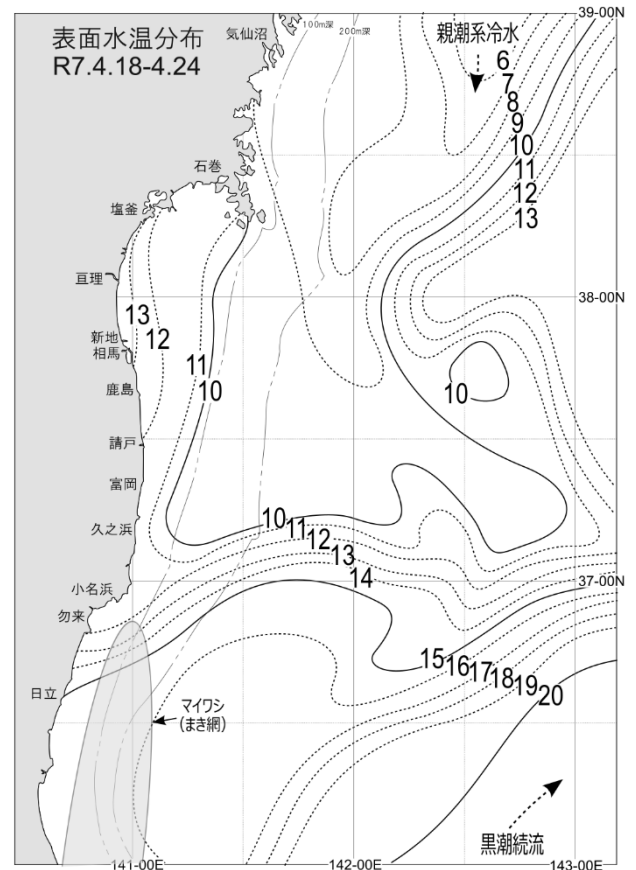 表面水温分布
R7.4.18-4.24
気仙沼
100m深
200m深
親潮系冷水
39-00N
6
7
8
9
10
11
12
13
石巻
塩釜
亘理
38-00N
13
12
新地
相馬
11
10
鹿島
10
請戸
富岡
久之浜
10
11
12
13
14
37-00N
小名浜
勿来
15
16
17
18
19
20
日立
マイワシ
(まき網)
黒潮続流
141-00E
142-00E
143-00E